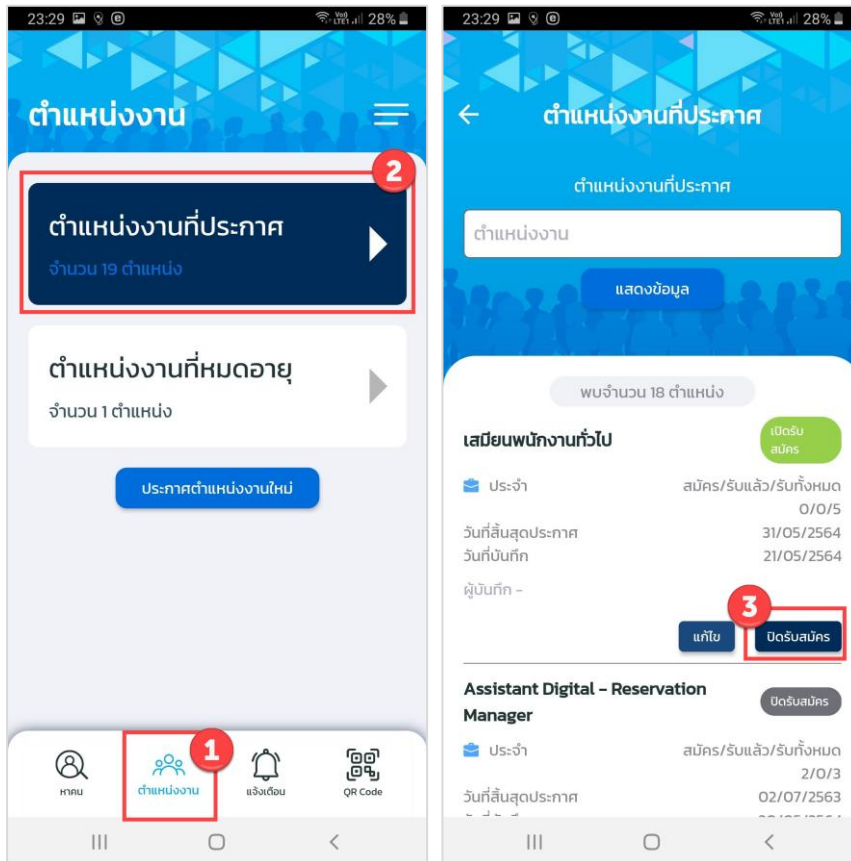 23:29 28%
ตำแหน่งงาน
2
ตำแหน่งงานที่ประกาศ
จำนวน 19 ตำแหน่ง
ตำแหน่งงานที่หมดอายุ
จำนวน 1 ตำแหน่ง
ประกาศตำแหน่งงานใหม่
1
หาคน ตำแหน่งงาน แจ้งเตือน QR Code
23:29 28%
ตำแหน่งงานที่ประกาศ
ตำแหน่งงานที่ประกาศ
ตำแหน่งงาน
แสดงข้อมูล
พบจำนวน 18 ตำแหน่ง
เสมียนพนักงานทั่วไป
เปิดรับ
สมัคร
ประจำ สมัคร/รับแล้ว/รับทั้งหมด
0/0/5
วันที่สิ้นสุดประกาศ 31/05/2564
วันที่บันทึก 21/05/2564
ผู้บันทึก -
3
แก้ไข ปิดรับสมัคร
Assistant Digital - Reservation
Manager
ปิดรับสมัคร
ประจำ สมัคร/รับแล้ว/รับทั้งหมด
2/0/3
วันที่สิ้นสุดประกาศ 02/07/2563